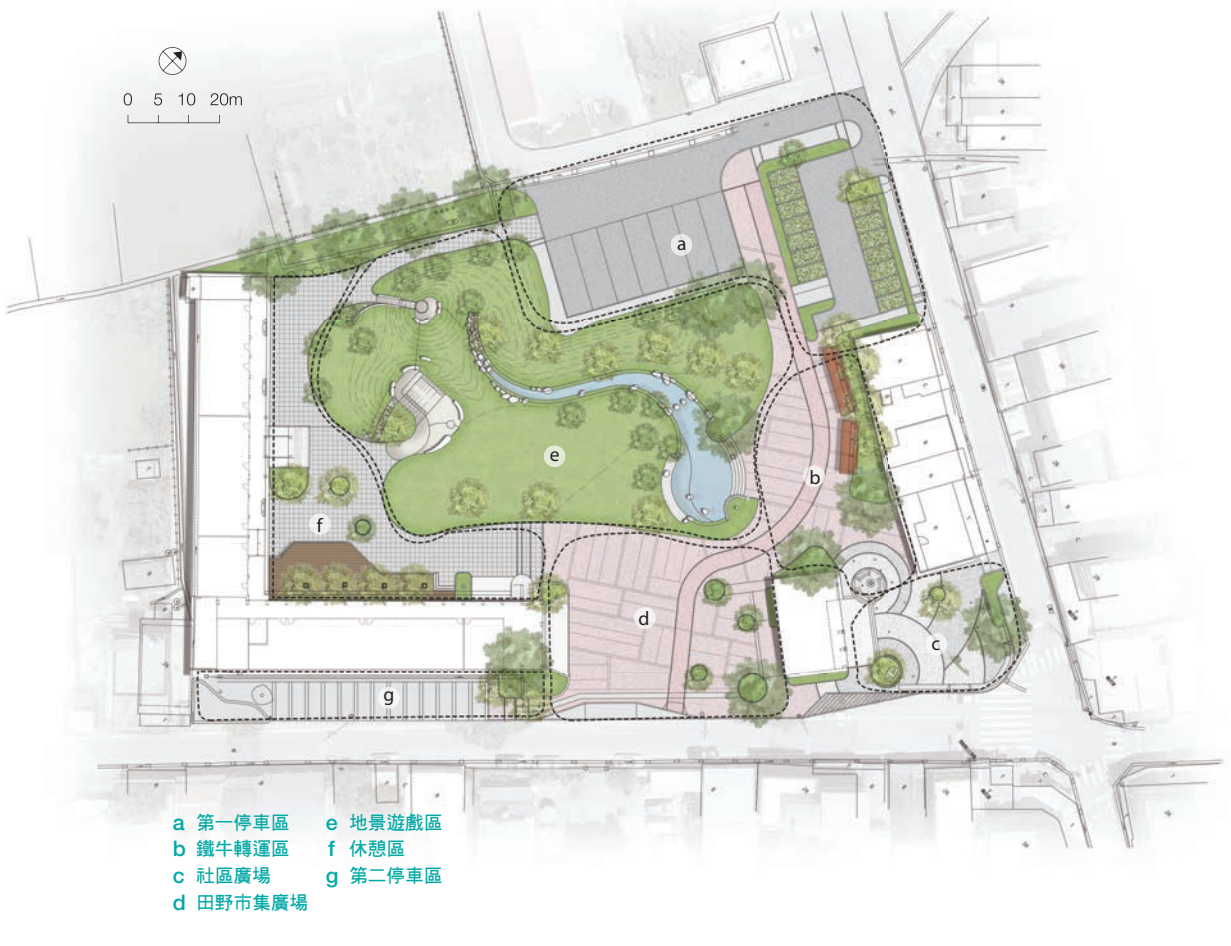 0 5 10 20m
a
b
e
f
d
c
g
a 第一停車區
b 鐵牛轉運區
c 社區廣場
d 田野市集廣場
e 地景遊戲區
f 休憩區
g 第二停車區